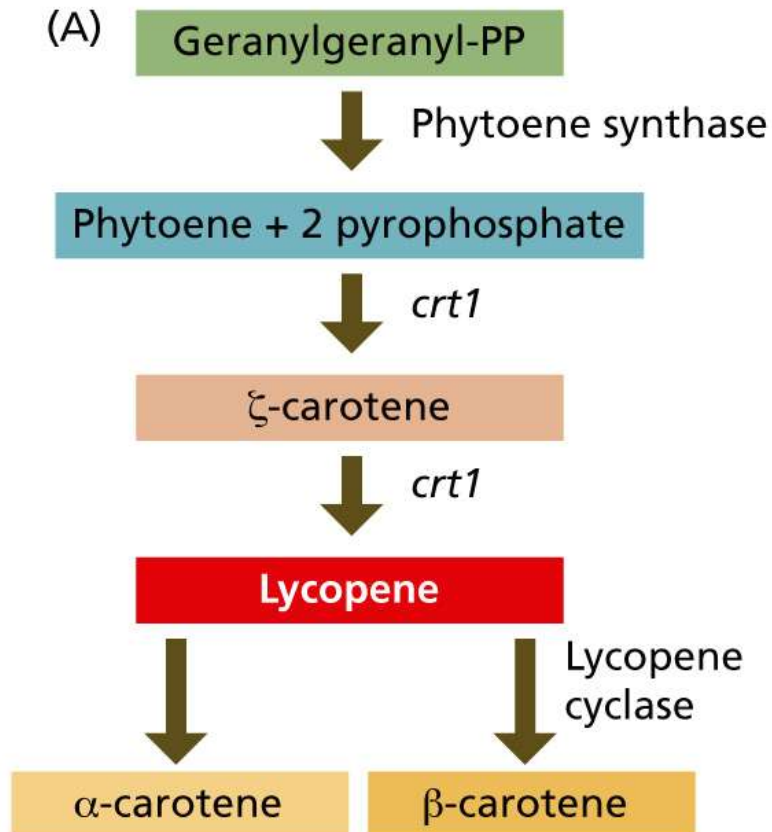 (A)
Geranylgeranyl-PP
Phytoene synthase
Phytoene + 2 pyrophosphate
crt1
ζ-carotene
crt1
Lycopene
Lycopene
cyclase
α-carotene
β-carotene